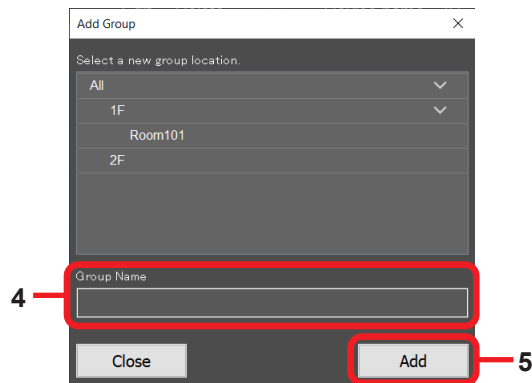 Add Group
Select a new group location.
All
1F
Room101
2F
Group Name
4
Close
Add
5